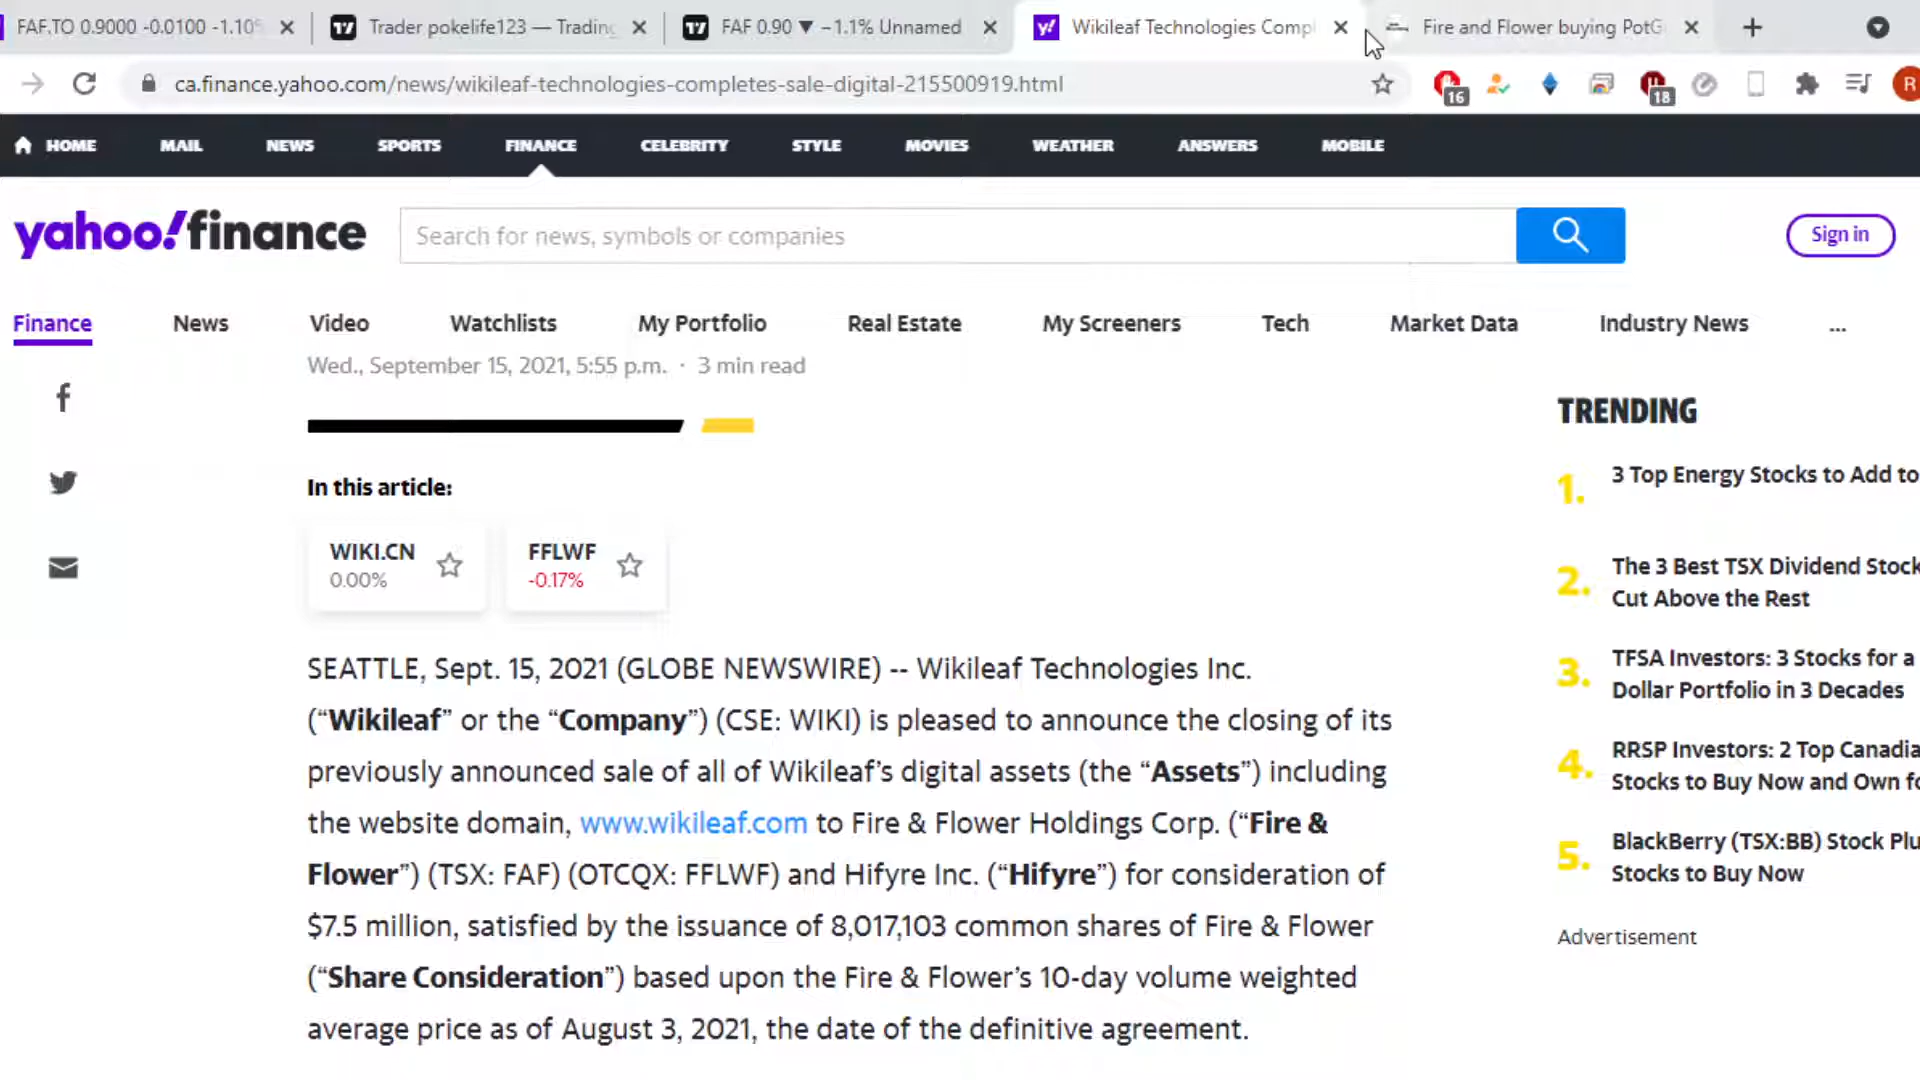 FAF.TO 0.9000 -0.0100 -1.10%
Trader pokelife123 — Trading
FAF 0.90 ▼ −1.1% Unnamed
Wikileaf Technologies Compl
Fire and Flower buying PotG
ca.finance.yahoo.com/news/wikileaf-technologies-completes-sale-digital-215500919.html
16
18
R
HOME
MAIL
NEWS
SPORTS
FINANCE
CELEBRITY
STYLE
MOVIES
WEATHER
ANSWERS
MOBILE
yahoo!finance
Search for news, symbols or companies
Sign in
Finance
News
Video
Watchlists
My Portfolio
Real Estate
My Screeners
Tech
Market Data
Industry News
...
Wed., September 15, 2021, 5:55 p.m. · 3 min read
In this article:
WIKI.CN
0.00%
FFLWF
-0.17%
SEATTLE, Sept. 15, 2021 (GLOBE NEWSWIRE) -- Wikileaf Technologies Inc.
(“Wikileaf” or the “Company”) (CSE: WIKI) is pleased to announce the closing of its
previously announced sale of all of Wikileaf’s digital assets (the “Assets”) including
the website domain, www.wikileaf.com to Fire & Flower Holdings Corp. (“Fire &
Flower”) (TSX: FAF) (OTCQX: FFLWF) and Hifyre Inc. (“Hifyre”) for consideration of
$7.5 million, satisfied by the issuance of 8,017,103 common shares of Fire & Flower
(“Share Consideration”) based upon the Fire & Flower’s 10-day volume weighted
average price as of August 3, 2021, the date of the definitive agreement.
TRENDING
1. 3 Top Energy Stocks to Add to
2. The 3 Best TSX Dividend Stock
Cut Above the Rest
3. TFSA Investors: 3 Stocks for a
Dollar Portfolio in 3 Decades
4. RRSP Investors: 2 Top Canadia
Stocks to Buy Now and Own fo
5. BlackBerry (TSX:BB) Stock Plu
Stocks to Buy Now
Advertisement